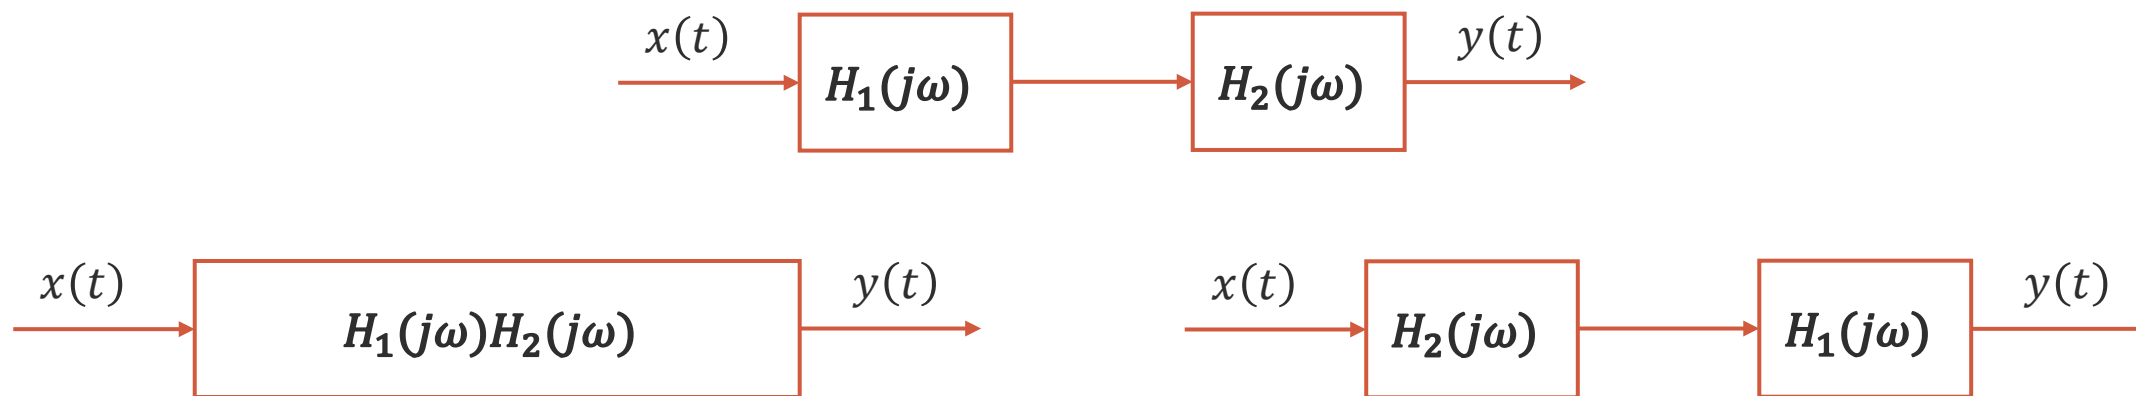 x(t) H₁(jω) H₂(jω) y(t)
x(t) H₁(jω)H₂(jω) y(t) x(t) H₂(jω) H₁(jω) y(t)